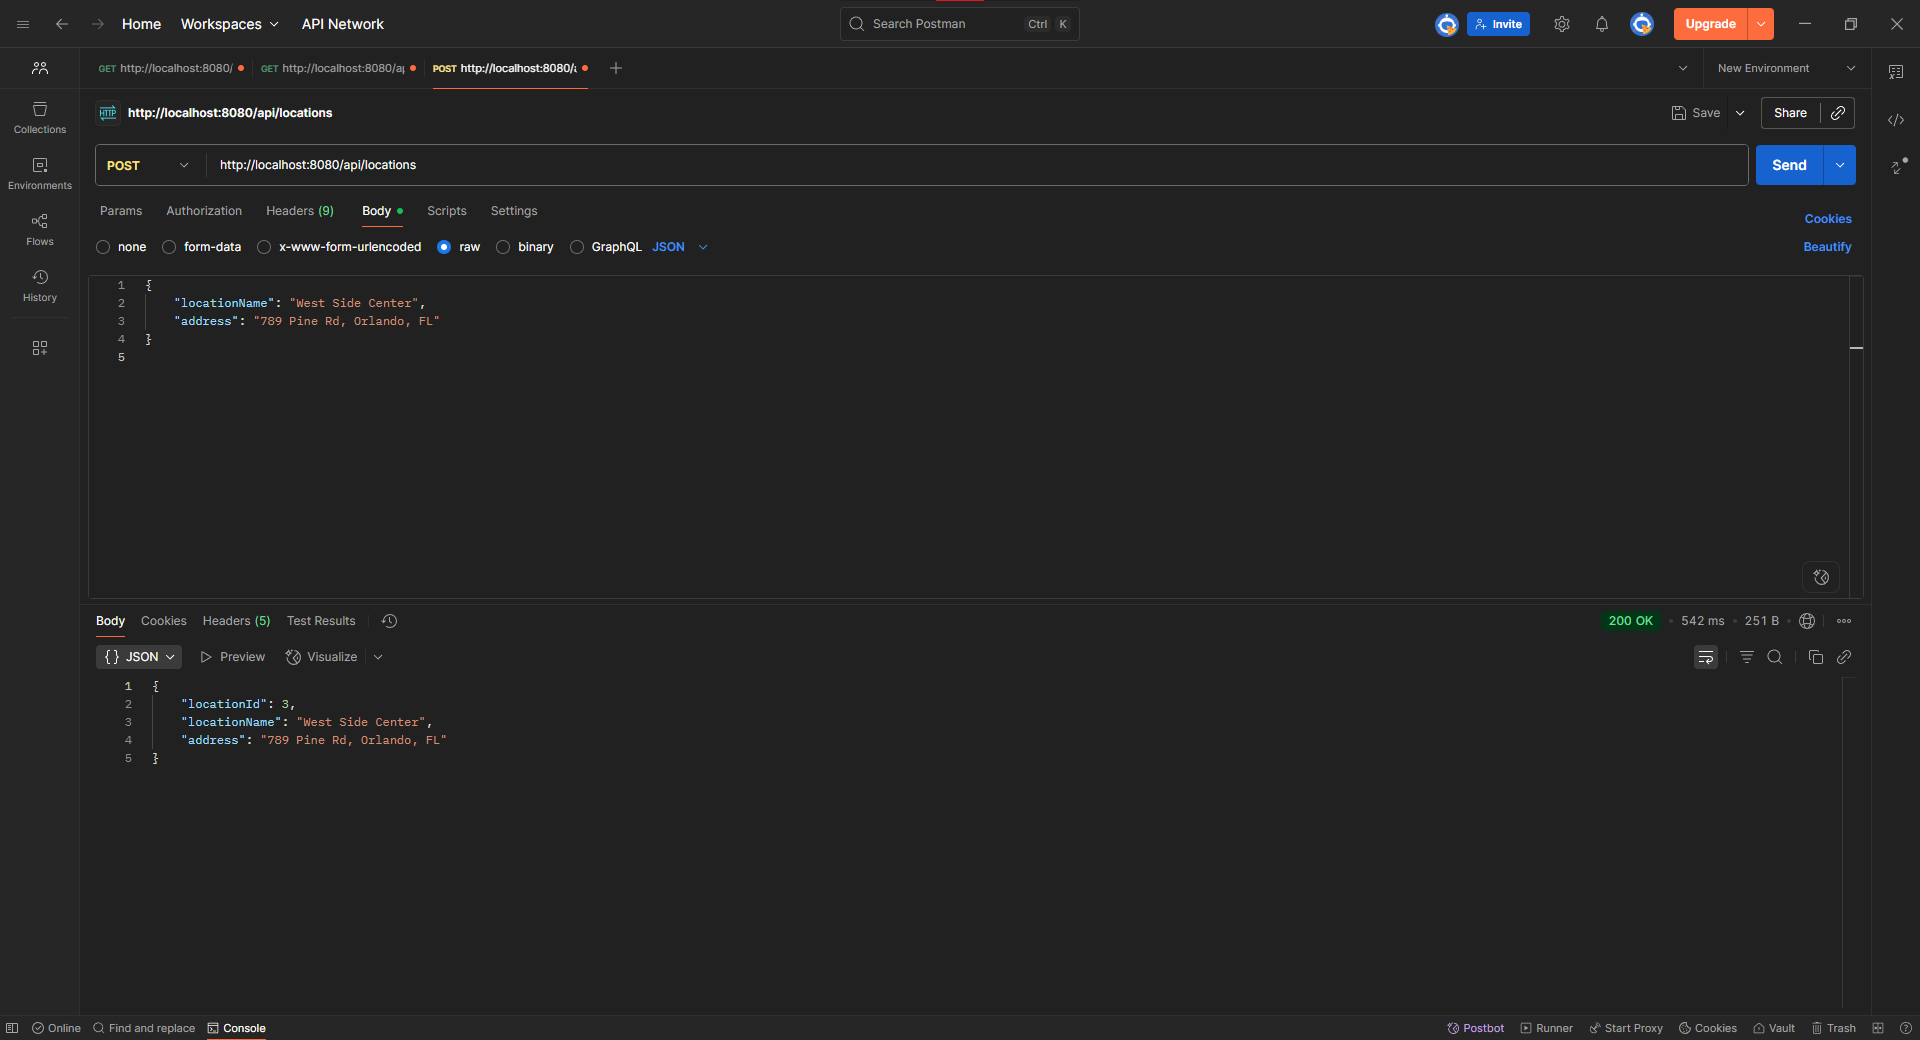 Home Workspaces API Network Search Postman Ctrl K Invite Upgrade
GET http://localhost:8080/ GET http://localhost:8080/a POST http://localhost:8080/ New Environment
HTTP http://localhost:8080/api/locations Save Share
POST http://localhost:8080/api/locations Send
Collections
Environments
Flows
History
Params Authorization Headers (9) Body Scripts Settings Cookies
none form-data x-www-form-urlencoded raw binary GraphQL JSON Beautify
1 {
2 "locationName": "West Side Center",
3 "address": "789 Pine Rd, Orlando, FL"
4 }
5
Body Cookies Headers (5) Test Results 200 OK 542 ms 251 B
{} JSON Preview Visualize
1 {
2 "locationId": 3,
3 "locationName": "West Side Center",
4 "address": "789 Pine Rd, Orlando, FL"
5 }
Online Find and replace Console Postbot Runner Start Proxy Cookies Vault Trash